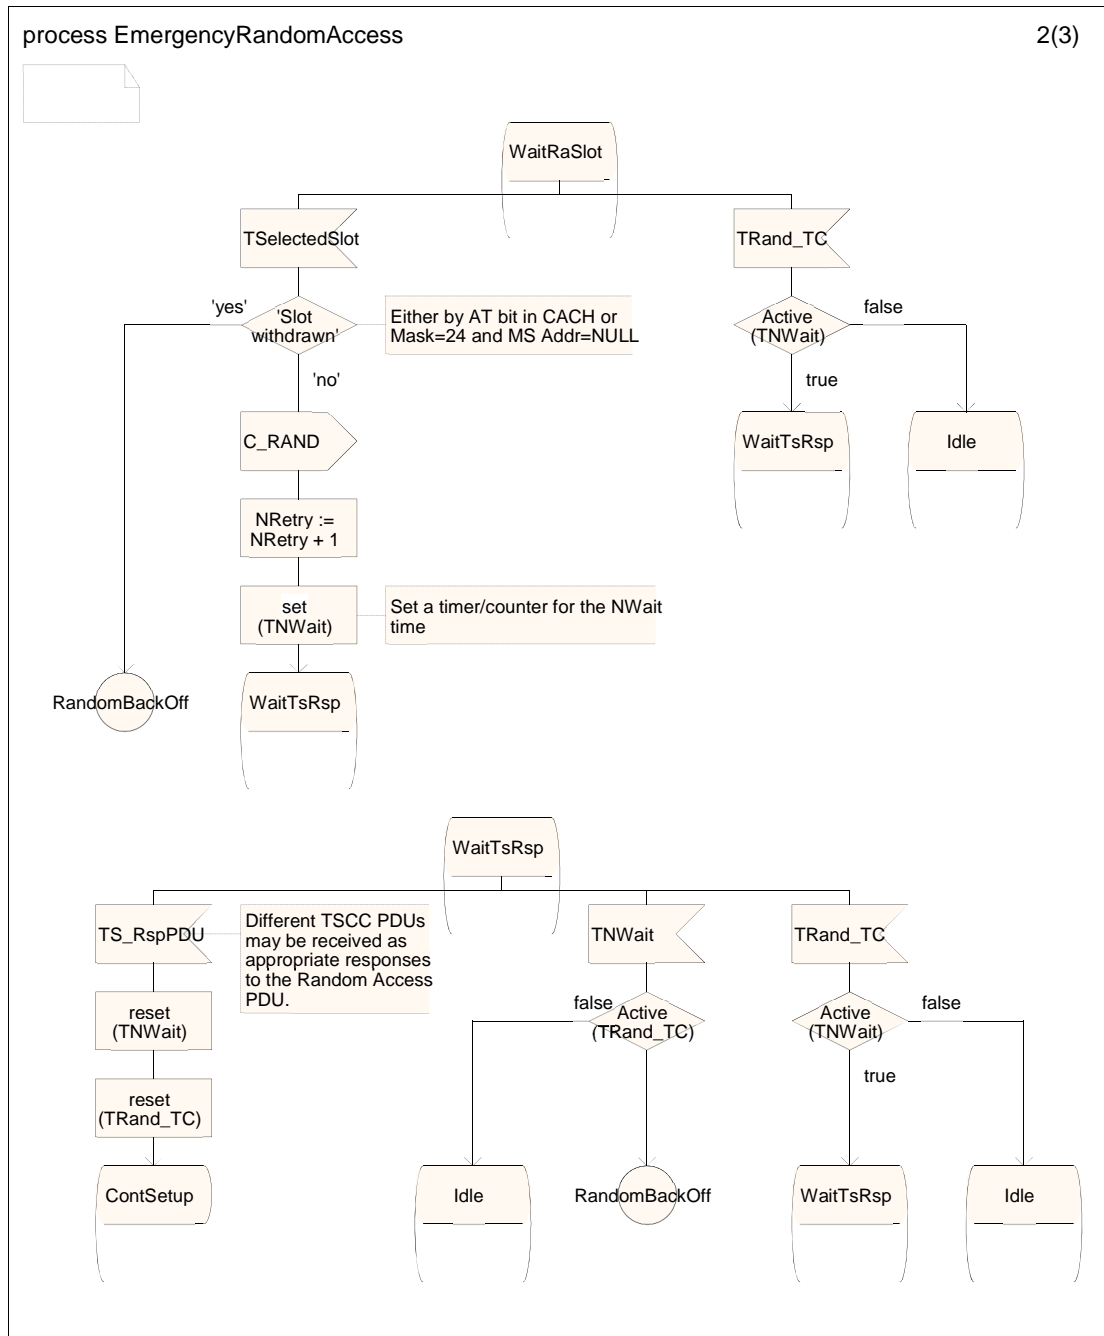 process EmergencyRandomAccess
2(3)
WaitRaSlot
TSelectedSlot
TRand_TC
'yes'
'Slot
withdrawn'
Either by AT bit in CACH or
Mask=24 and MS Addr=NULL
Active
(TNWait)
false
'no'
true
C_RAND
WaitTsRsp
Idle
NRetry :=
NRetry + 1
set
(TNWait)
Set a timer/counter for the NWait
time
RandomBackOff
WaitTsRsp
WaitTsRsp
TS_RspPDU
Different TSCC PDUs
may be received as
appropriate responses
to the Random Access
PDU.
TNWait
TRand_TC
reset
(TNWait)
false
Active
(TRand_TC)
Active
(TNWait)
false
true
reset
(TRand_TC)
ContSetup
Idle
RandomBackOff
WaitTsRsp
Idle